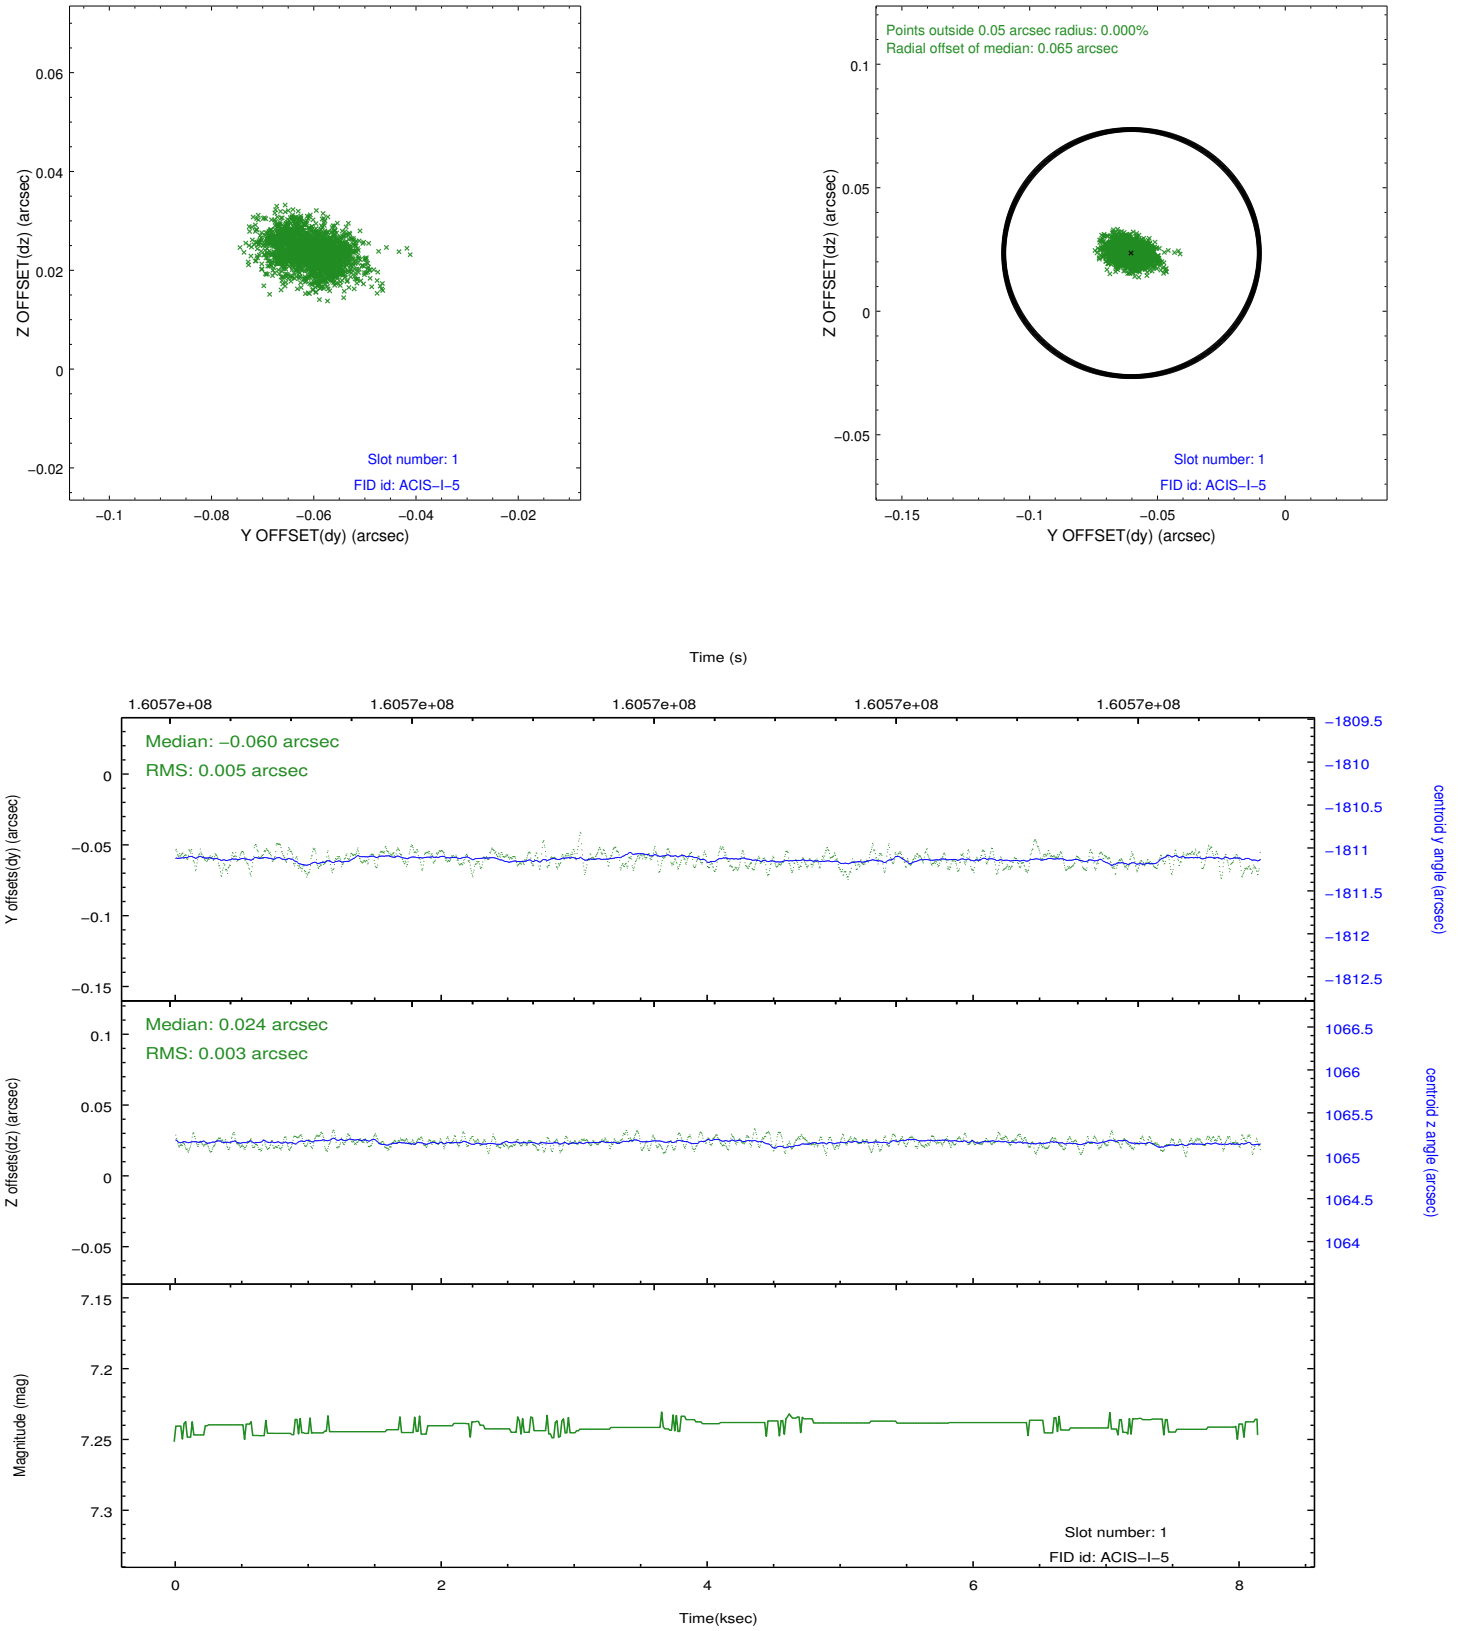 0.06
0.04
0.02
0
−0.02
Z OFFSET(dz) (arcsec)
Slot number: 1
FID id: ACIS−I−5
−0.1
−0.08
−0.06
−0.04
−0.02
Y OFFSET(dy) (arcsec)
Points outside 0.05 arcsec radius: 0.000%
Radial offset of median: 0.065 arcsec
0.1
0.05
0
−0.05
Z OFFSET(dz) (arcsec)
Slot number: 1
FID id: ACIS−I−5
−0.15
−0.1
−0.05
0
Y OFFSET(dy) (arcsec)
Time (s)
1.6057e+08
1.6057e+08
1.6057e+08
1.6057e+08
1.6057e+08
Median: −0.060 arcsec
RMS: 0.005 arcsec
0
−0.05
−0.1
−0.15
Y offsets(dy) (arcsec)
−1809.5
−1810
−1810.5
−1811
−1811.5
−1812
−1812.5
centroid y angle (arcsec)
Median: 0.024 arcsec
RMS: 0.003 arcsec
0.1
0.05
0
−0.05
Z offsets(dz) (arcsec)
1066.5
1066
1065.5
1065
1064.5
1064
centroid z angle (arcsec)
7.15
7.2
7.25
7.3
Magnitude (mag)
Slot number: 1
FID id: ACIS−I−5
0
2
4
6
8
Time(ksec)